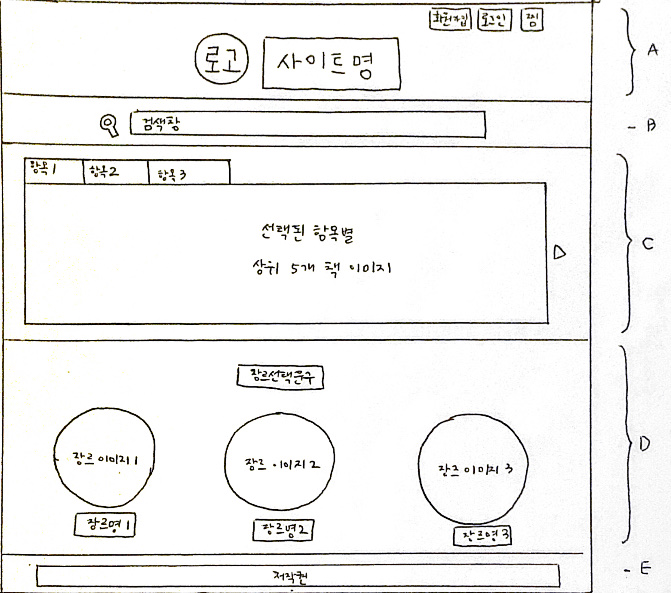 회원가입 로그인 찜
로고 사이트명
A
검색창
- B
항목1 항목2 항목3
선택된 항목별
상위 5개 책 이미지
C
장르선택문구
장르 이미지 1 장르 이미지 2 장르 이미지 3
D
장르명 1 장르명 2 장르명 3
저작권
- E